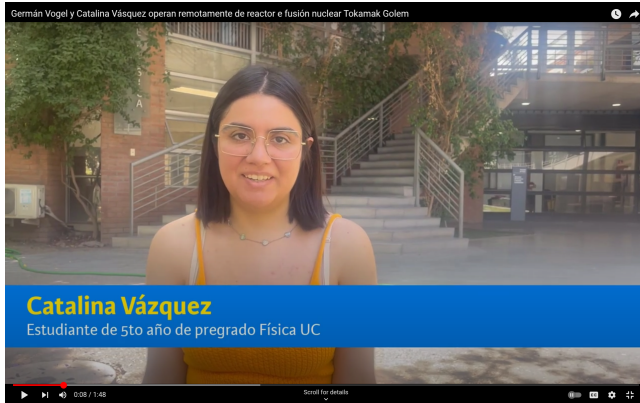 Germán Vogel y Catalina Vásquez operan remotamente de reactor e fusión nuclear Tokamak Golem
Catalina Vázquez
Estudiante de 5to año de pregrado Física UC
0:08 / 1:48
Scroll for details
CC